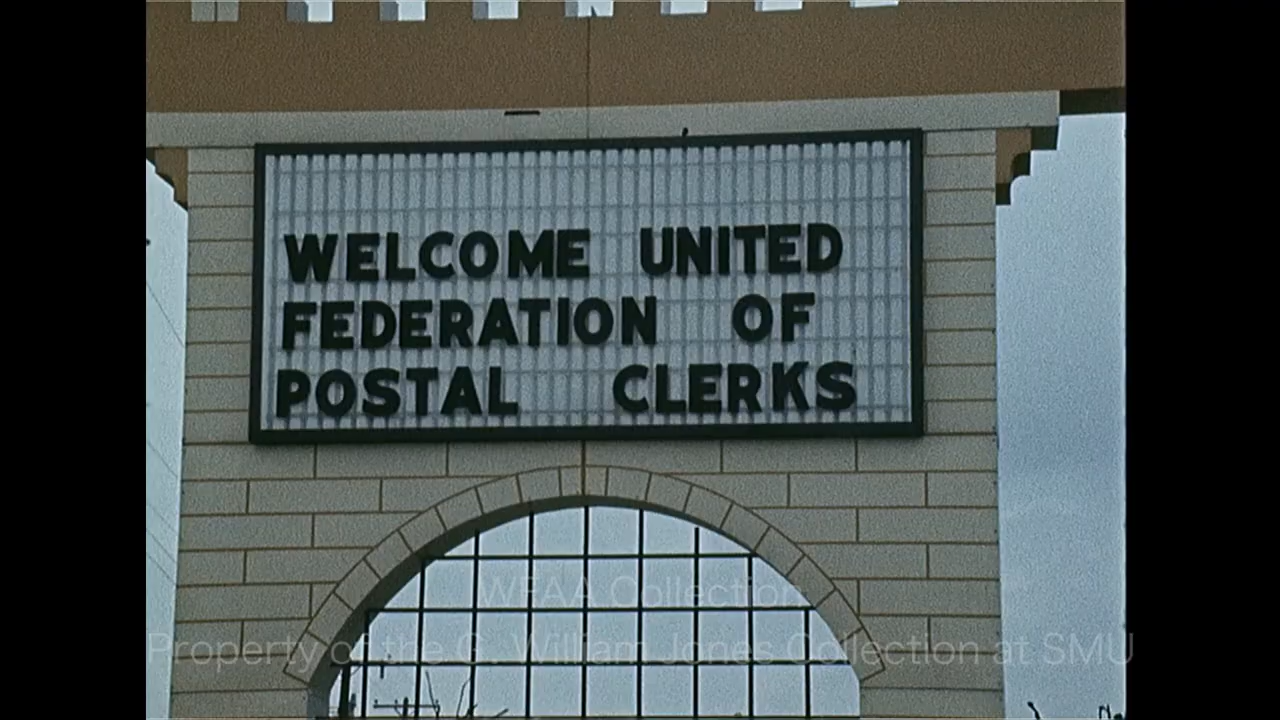 WELCOME UNITED
FEDERATION OF
POSTAL CLERKS
WFAA Collection
Property of the G. William Jones Collection at SMU